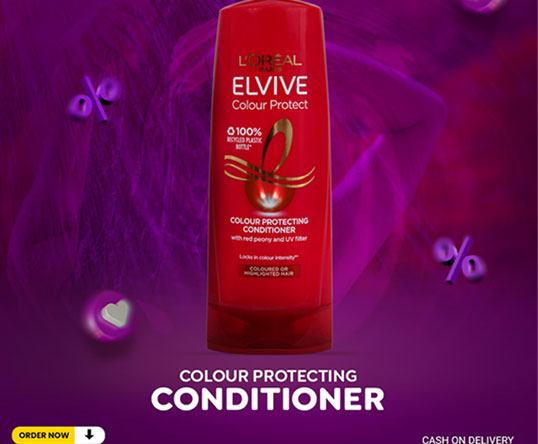 L'ORÉAL
PARIS
ELVIVE
Colour Protect
100%
RECYCLED PLASTIC
BOTTLE*
COLOUR PROTECTING
CONDITIONER
with red peony and UV filter
Locks in colour intensity**
COLOURED OR
HIGHLIGHTED HAIR
%
%
COLOUR PROTECTING
CONDITIONER
ORDER NOW
CASH ON DELIVERY